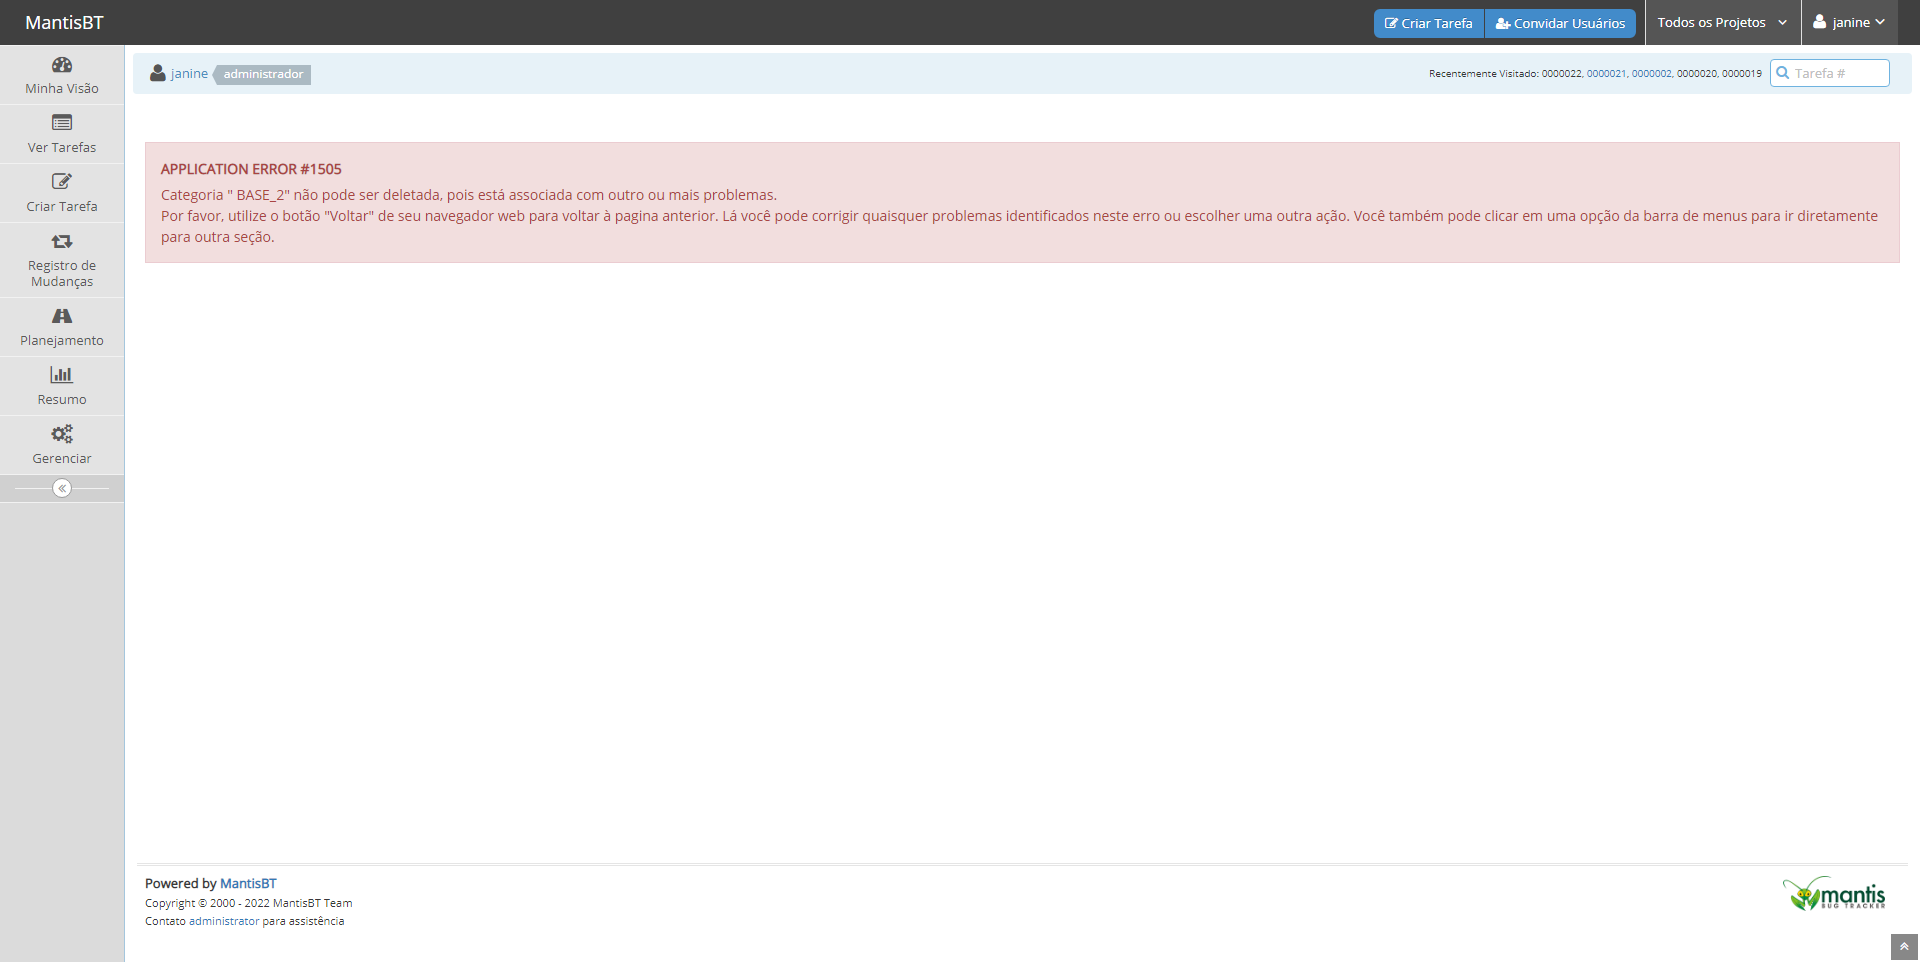 MantisBT
Criar Tarefa
Convidar Usuários
Todos os Projetos
janine
Minha Visão
Ver Tarefas
Criar Tarefa
Registro de
Mudanças
Planejamento
Resumo
Gerenciar
janine
administrador
Recentemente Visitado: 0000022, 0000021, 0000002, 0000020, 0000019
Tarefa #
APPLICATION ERROR #1505
Categoria " BASE_2" não pode ser deletada, pois está associada com outro ou mais problemas.
Por favor, utilize o botão "Voltar" de seu navegador web para voltar à pagina anterior. Lá você pode corrigir quaisquer problemas identificados neste erro ou escolher uma outra ação. Você também pode clicar em uma opção da barra de menus para ir diretamente
para outra seção.
Powered by MantisBT
Copyright © 2000 - 2022 MantisBT Team
Contato administrator para assistência
mantis
BUG TRACKER